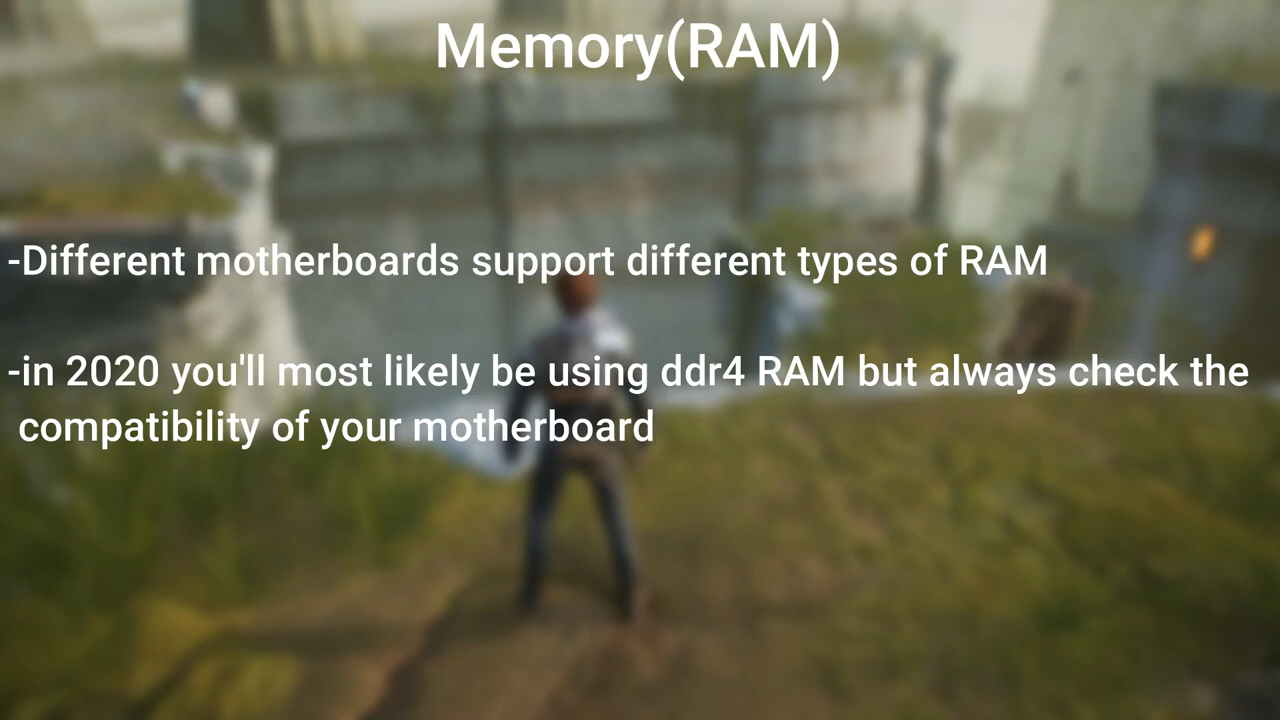 Memory(RAM)
-Different motherboards support different types of RAM
-in 2020 you'll most likely be using ddr4 RAM but always check the
compatibility of your motherboard